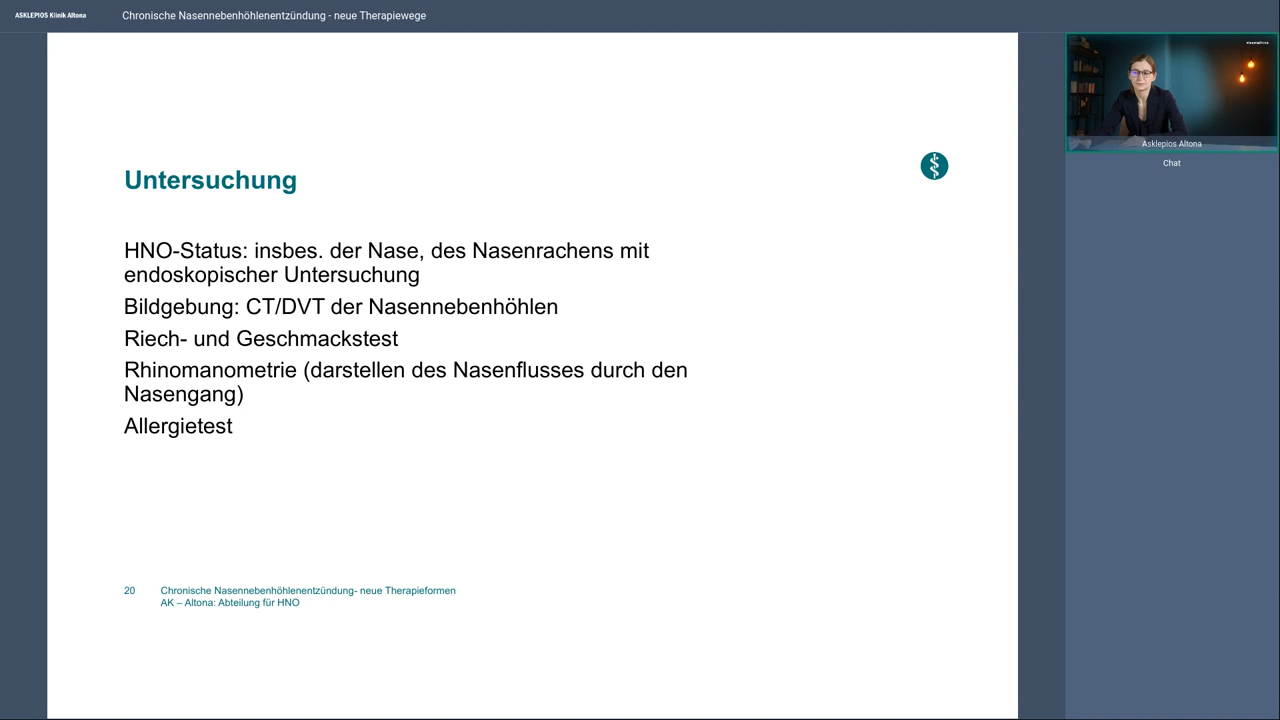 ASKLEPIOS Klinik Altona
Chronische Nasennebenhöhlenentzündung - neue Therapiewege
Untersuchung
HNO-Status: insbes. der Nase, des Nasenrachens mit
endoskopischer Untersuchung
Bildgebung: CT/DVT der Nasennebenhöhlen
Riech- und Geschmackstest
Rhinomanometrie (darstellen des Nasenflusses durch den
Nasengang)
Allergietest
20
Chronische Nasennebenhöhlenentzündung- neue Therapieformen
AK – Altona: Abteilung für HNO
Asklepios Altona
Chat